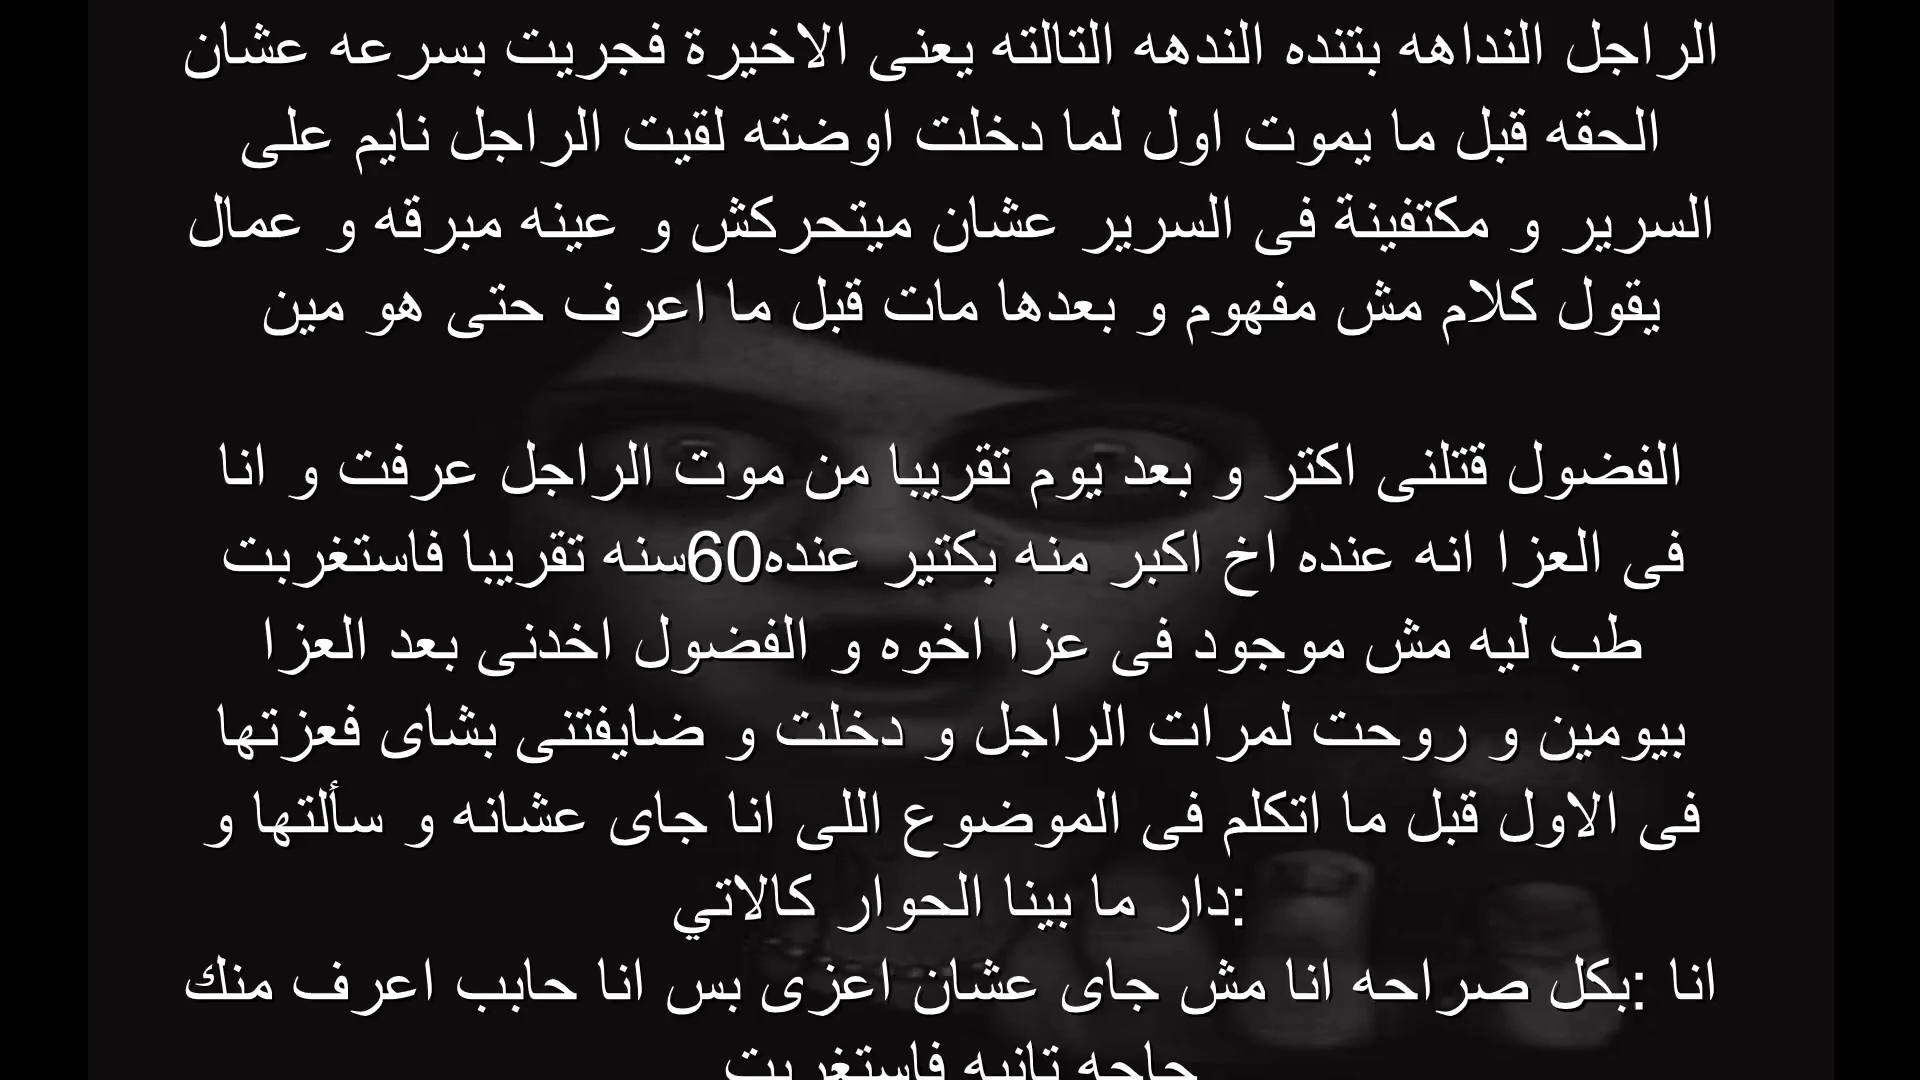 الراجل النداهه بتنده الندهه التالته يعنى الاخيرة فجريت بسرعه عشان
الحقه قبل ما يموت اول لما دخلت اوضته لقيت الراجل نايم على
السرير و مكتفينة فى السرير عشان ميتحركش و عينه مبرقه و عمال
يقول كلام مش مفهوم و بعدها مات قبل ما اعرف حتى هو مين
الفضول قتلنى اكتر و بعد يوم تقريبا من موت الراجل عرفت و انا
فى العزا انه عنده اخ اكبر منه بكتير عنده60سنه تقريبا فاستغربت
طب ليه مش موجود فى عزا اخوه و الفضول اخدنى بعد العزا
بيومين و روحت لمرات الراجل و دخلت و ضايفتنى بشاى فعزتها
فى الاول قبل ما اتكلم فى الموضوع اللى انا جاى عشانه و سألتها و
:دار ما بينا الحوار كالاتي
انا :بكل صراحه انا مش جاى عشان اعزى بس انا حابب اعرف منك
حاجه تانيه فاستغربت